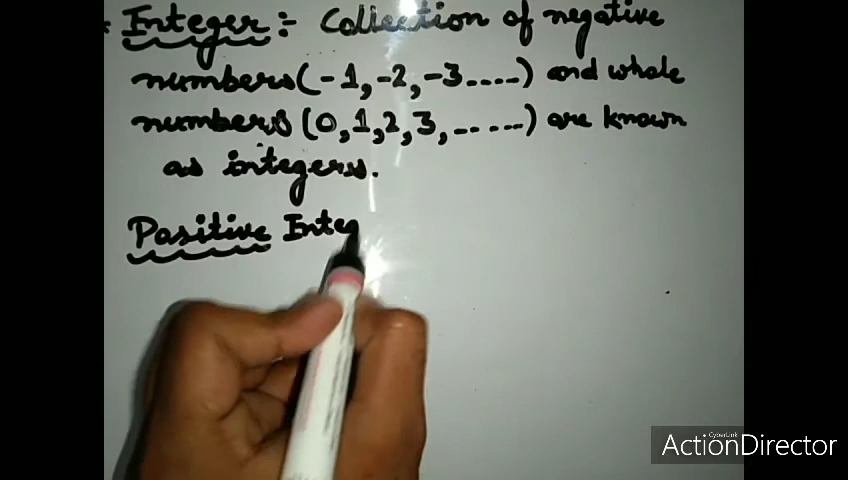 * Integer :- Collection of negative
numbers (-1, -2, -3.....) and whole
numbers (0, 1, 2, 3, ......) are known
as integers.
Positive Inte
CyberLink
ActionDirector